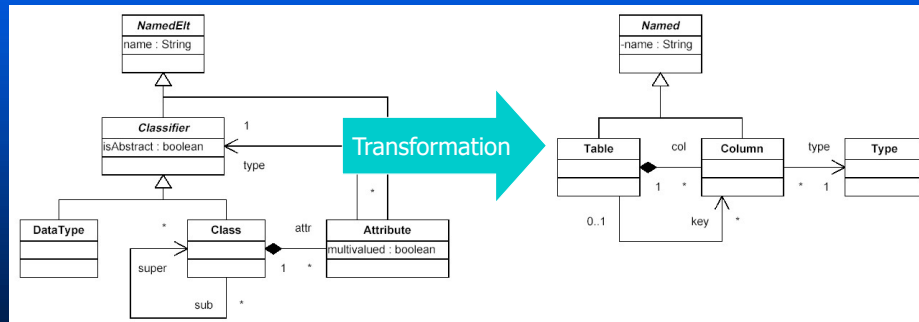 NamedElt
name : String
Classifier
isAbstract : boolean
1
type
*
DataType
*
Class
attr
Attribute
multivalued : boolean
super
1
*
sub
*
Transformation
Named
-name : String
Table
col
Column
type
Type
1
*
*
1
0..1
key
*